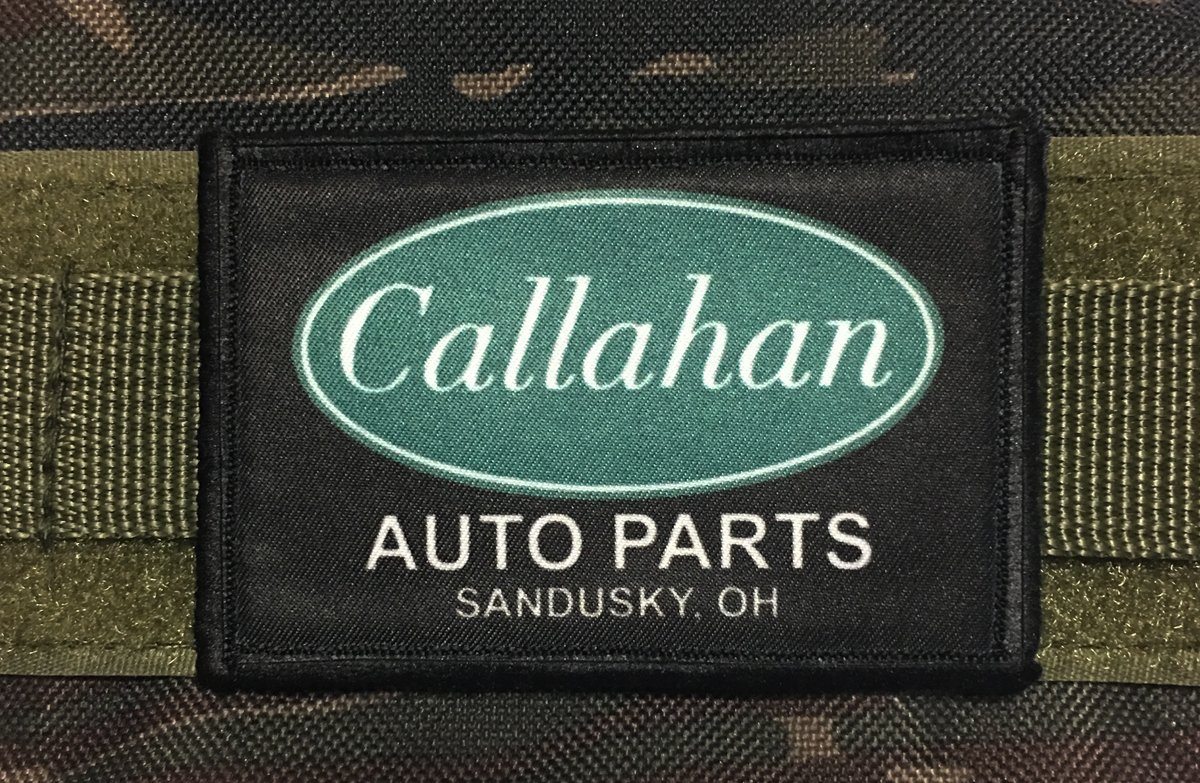 Callahan
AUTO PARTS
SANDUSKY, OH